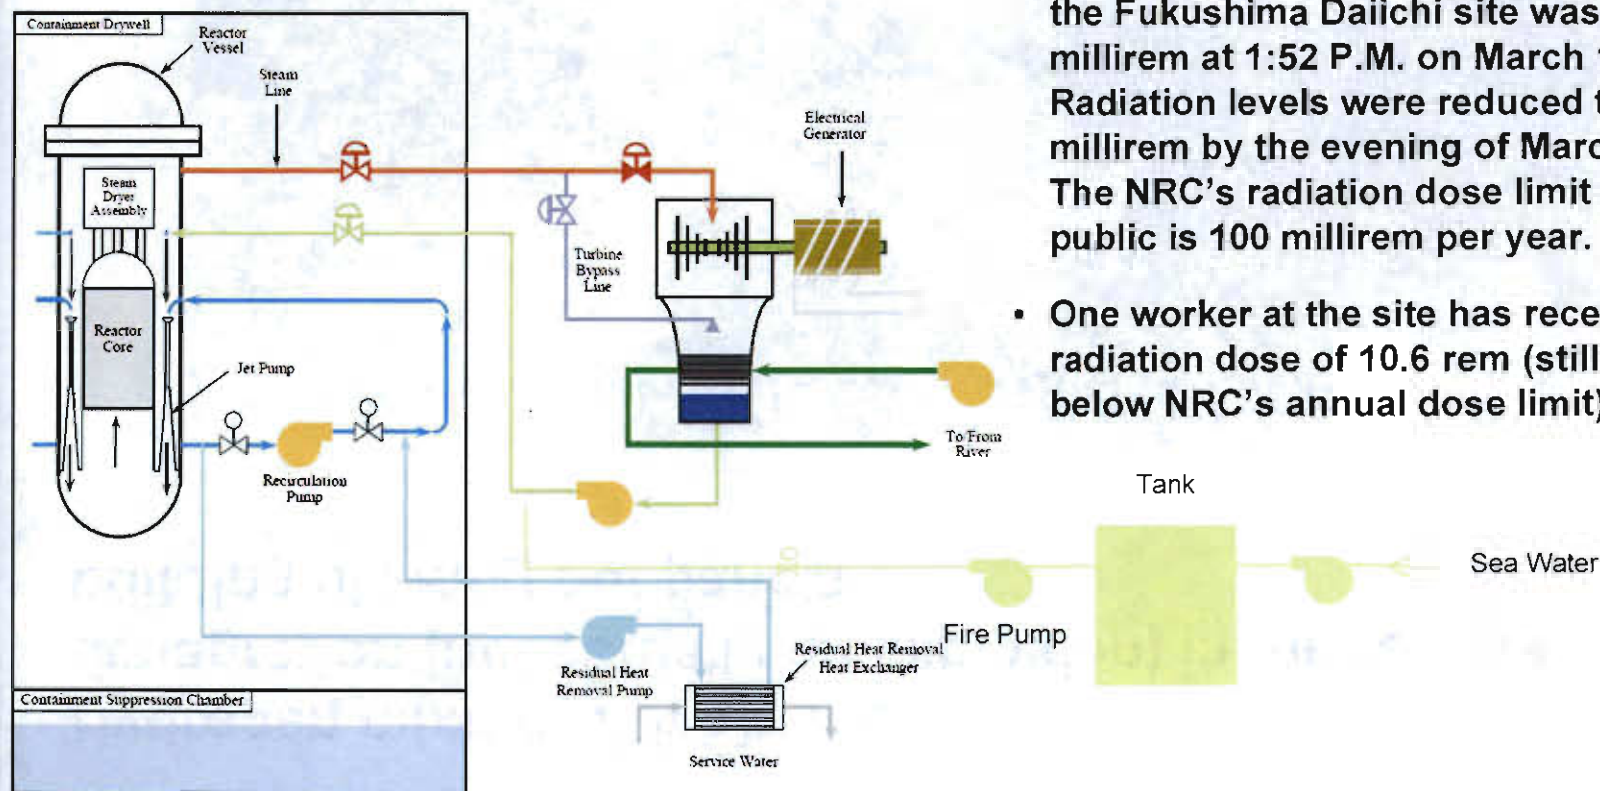 Containment Drywell
Reactor
Vessel
Steam
Line
Steam
Dryer
Assembly
Reactor
Core
Jet Pump
Recirculation
Pump
Electrical
Generator
Turbine
Bypass
Line
To/From
River
Residual Heat
Removal Pump
Residual Heat Removal
Heat Exchanger
Service Water
Containment Suppression Chamber
the Fukushima Daiichi site was
millirem at 1:52 P.M. on March
Radiation levels were reduced
millirem by the evening of
The NRC's radiation dose limit
public is 100 millirem per year.
• One worker at the site has
radiation dose of 10.6 rem (still
below NRC's annual dose limit)
Tank
Sea Water
Fire Pump